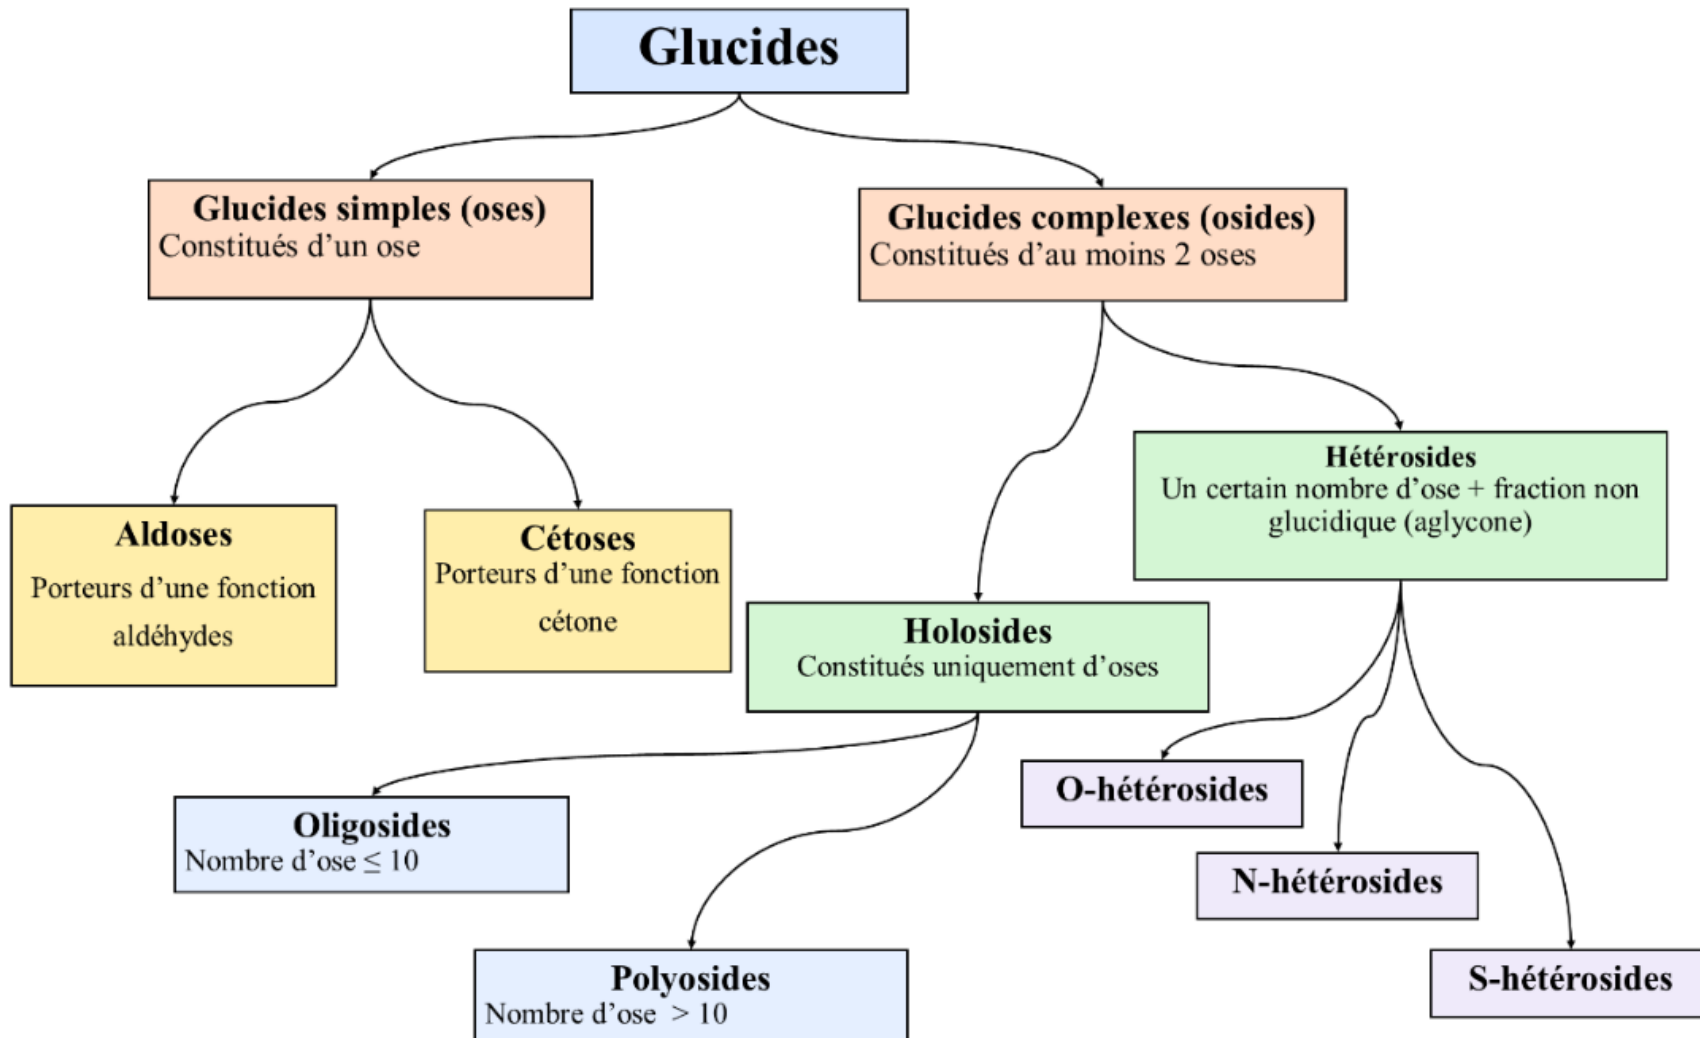 Glucides
Glucides simples (oses)
Constitués d'un ose
Glucides complexes (osides)
Constitués d'au moins 2 oses
Aldoses
Porteurs d'une fonction
aldéhydes
Cétoses
Porteurs d'une fonction
cétone
Hétérosides
Un certain nombre d'ose + fraction non
glucidique (aglycone)
Holosides
Constitués uniquement d'oses
Oligosides
Nombre d'ose ≤ 10
Polyosides
Nombre d'ose > 10
O-hétérosides
N-hétérosides
S-hétérosides